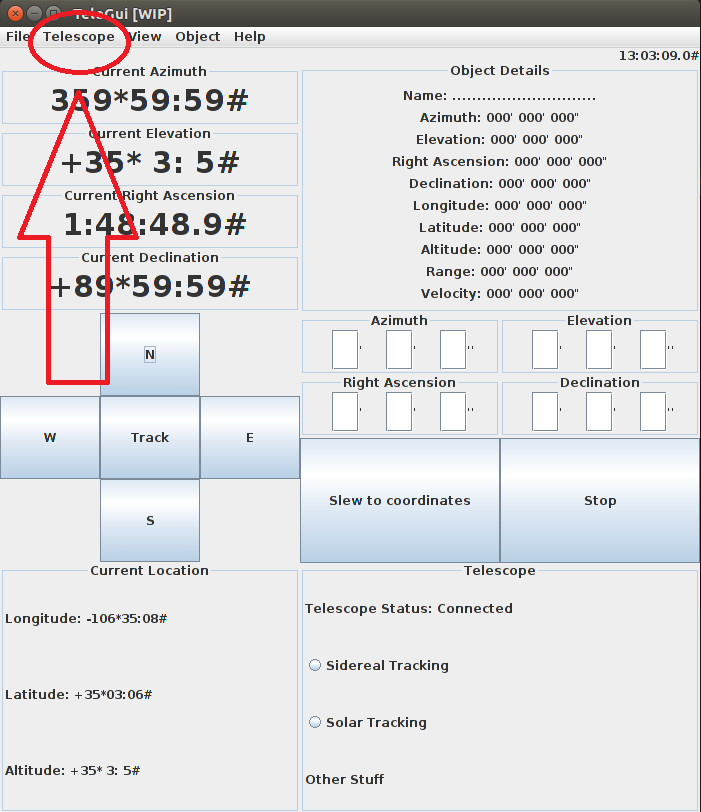 TeleGui [WIP]
File Telescope View Object Help
13:03:09.0#
Current Azimuth
359*59:59#
Current Elevation
+35* 3: 5#
Current Right Ascension
1:48:48.9#
Current Declination
+89*59:59#
N
W Track E
S
Object Details
Name: ...........................
Azimuth: 000' 000' 000"
Elevation: 000' 000' 000"
Right Ascension: 000' 000' 000"
Declination: 000' 000' 000"
Longitude: 000' 000' 000"
Latitude: 000' 000' 000"
Altitude: 000' 000' 000"
Range: 000' 000' 000"
Velocity: 000' 000' 000"
Azimuth
' ' ''
Elevation
' ' ''
Right Ascension
' ' ''
Declination
' ' ''
Slew to coordinates Stop
Current Location
Longitude: -106*35:08#
Latitude: +35*03:06#
Altitude: +35* 3: 5#
Telescope
Telescope Status: Connected
Sidereal Tracking
Solar Tracking
Other Stuff